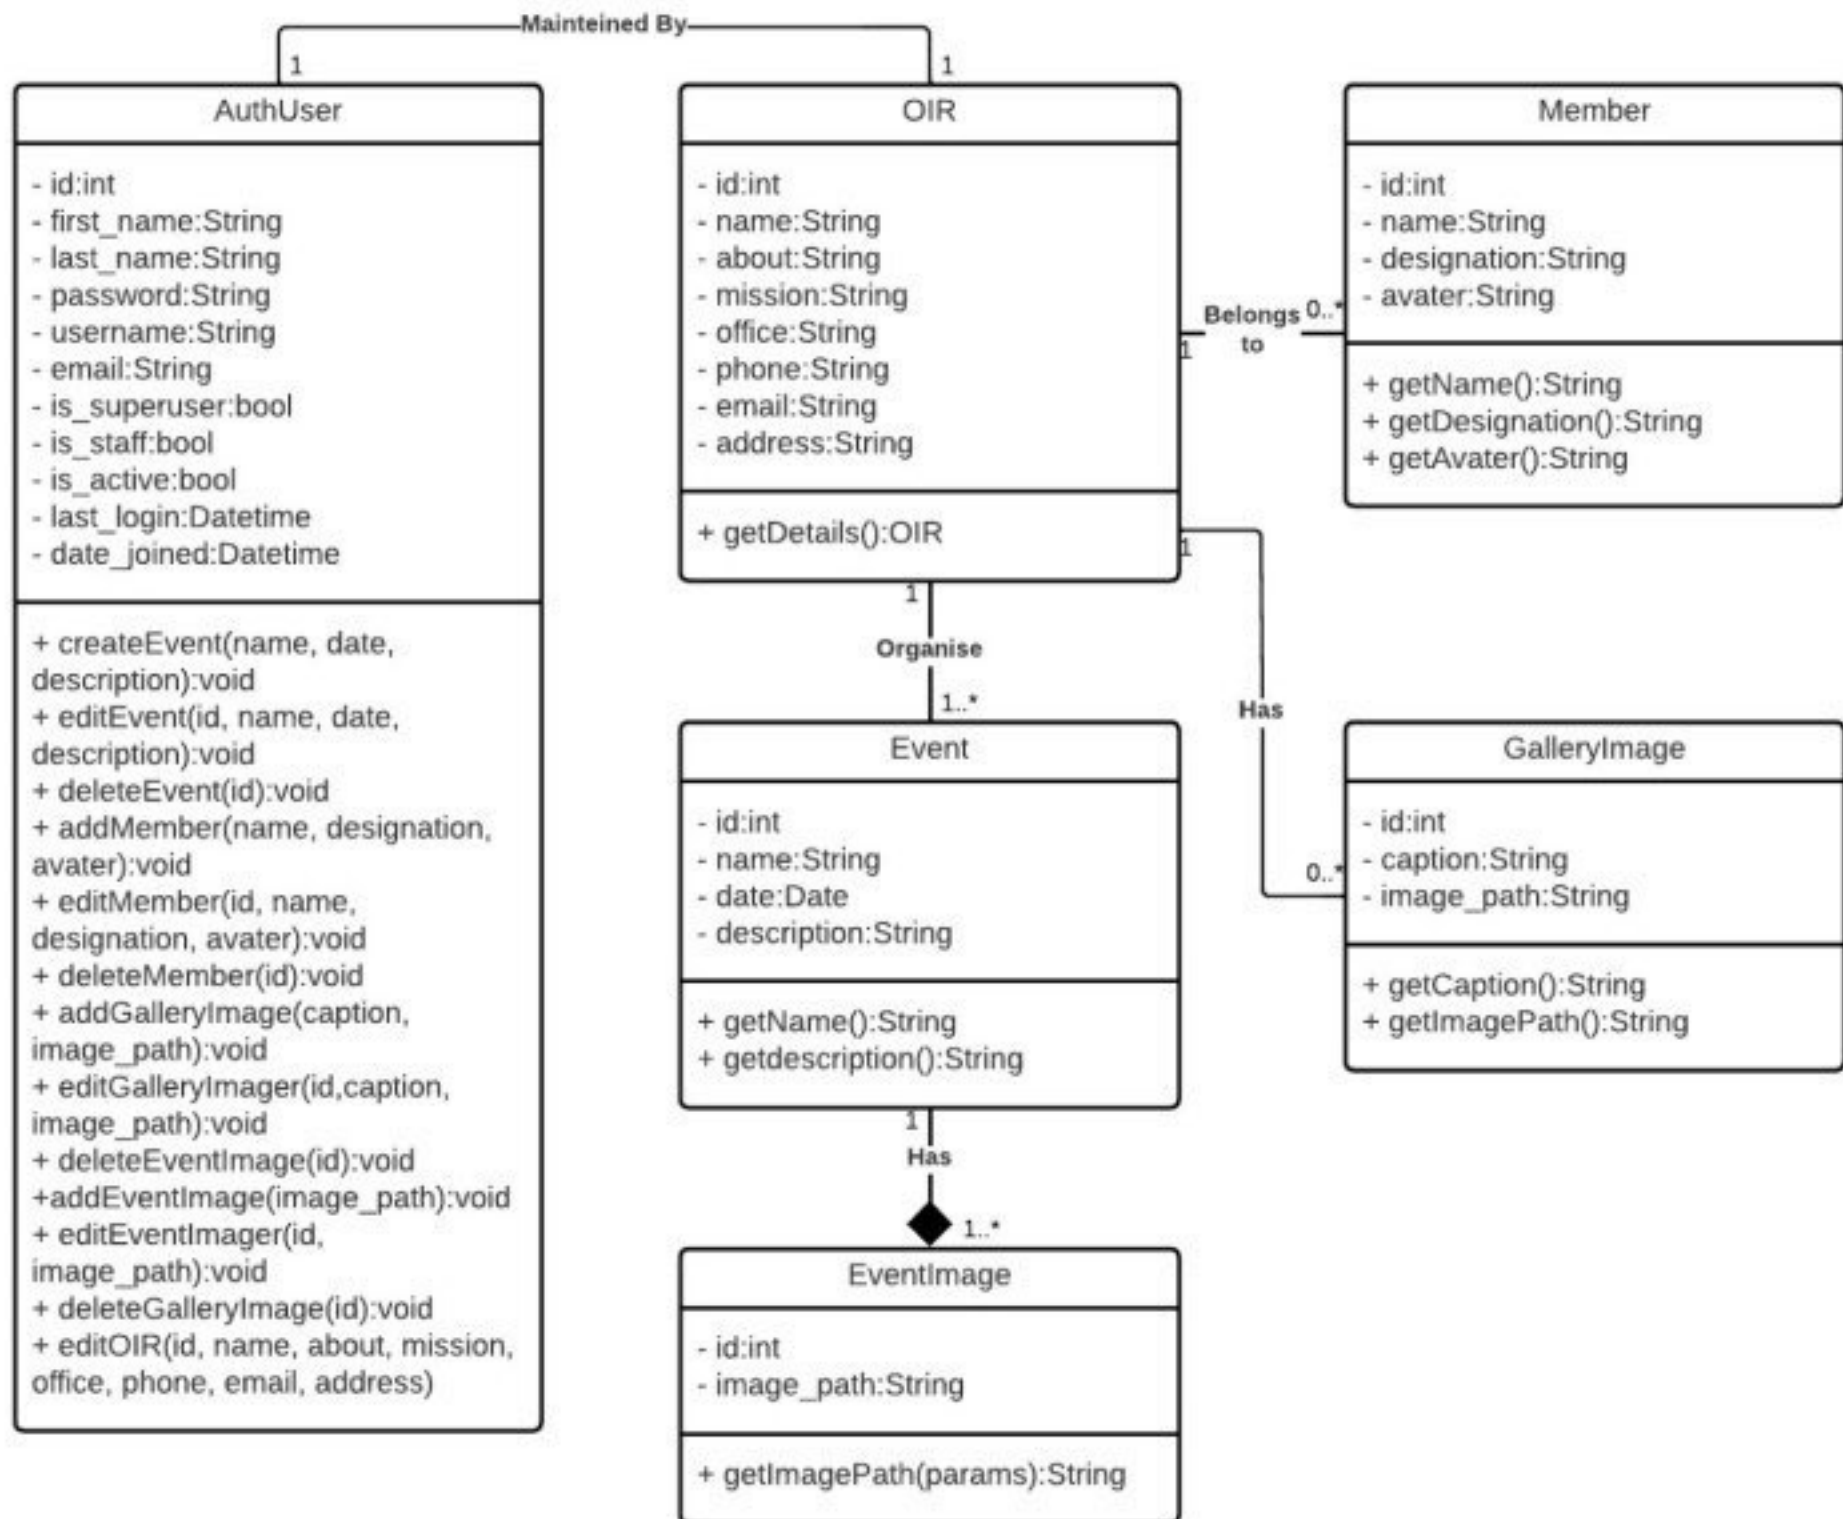 Mainteined By
1
1
AuthUser
- id:int
- first_name:String
- last_name:String
- password:String
- username:String
- email:String
- is_superuser:bool
- is_staff:bool
- is_active:bool
- last_login:Datetime
- date_joined:Datetime
+ createEvent(name, date,
description):void
+ editEvent(id, name, date,
description):void
+ deleteEvent(id):void
+ addMember(name, designation,
avater):void
+ editMember(id, name,
designation, avater):void
+ deleteMember(id):void
+ addGalleryImage(caption,
image_path):void
+ editGalleryImager(id,caption,
image_path):void
+ deleteEventImage(id):void
+addEventImage(image_path):void
+ editEventImager(id,
image_path):void
+ deleteGalleryImage(id):void
+ editOIR(id, name, about, mission,
office, phone, email, address)
OIR
- id:int
- name:String
- about:String
- mission:String
- office:String
- phone:String
- email:String
- address:String
+ getDetails():OIR
1
Belongs
to
0..*
Member
- id:int
- name:String
- designation:String
- avater:String
+ getName():String
+ getDesignation():String
+ getAvater():String
1
Organise
1..*
1
Has
0..*
Event
- id:int
- name:String
- date:Date
- description:String
+ getName():String
+ getdescription():String
GalleryImage
- id:int
- caption:String
- image_path:String
+ getCaption():String
+ getImagePath():String
1
Has
1..*
EventImage
- id:int
- image_path:String
+ getImagePath(params):String